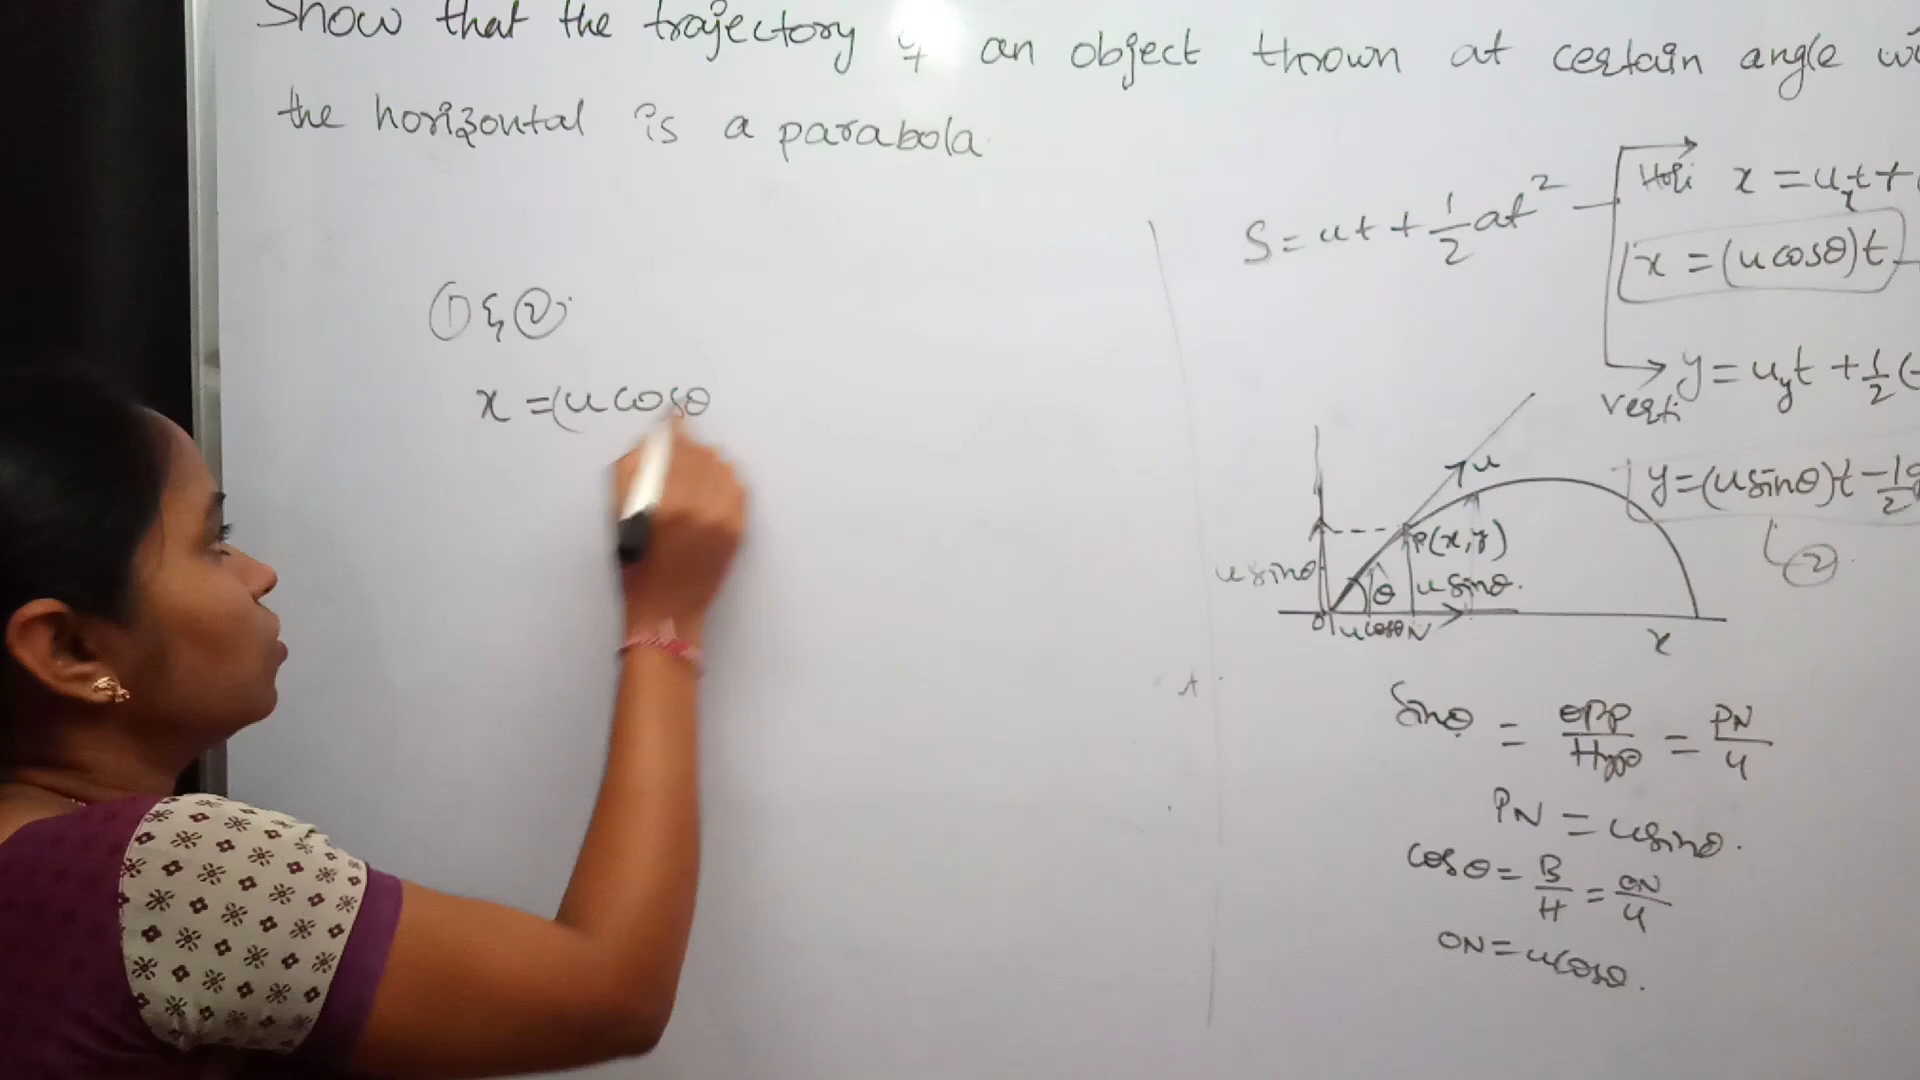 Show that the trajectory of an object thrown at certain angle
the horizontal is a parabola.
① & ②
x = (u cosθ
S = ut + 1/2 at²
Hori x = uₓt +
x = (u cosθ)t
Verti y = u_y t + 1/2 (-
y = (u sinθ)t - 1/2 g
②
u
P(x,y)
u sinθ
θ
u sinθ.
O
u cosθ N
x
Sinθ = OPP/Hypo = PN/u
PN = u sinθ.
cosθ = B/H = ON/u
ON = u cosθ.